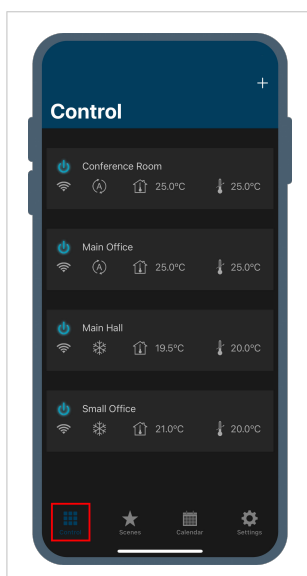 +
Control
Conference Room
A 25.0°C 25.0°C
Main Office
A 25.0°C 25.0°C
Main Hall
19.5°C 20.0°C
Small Office
21.0°C 20.0°C
Control Scenes Calendar Settings